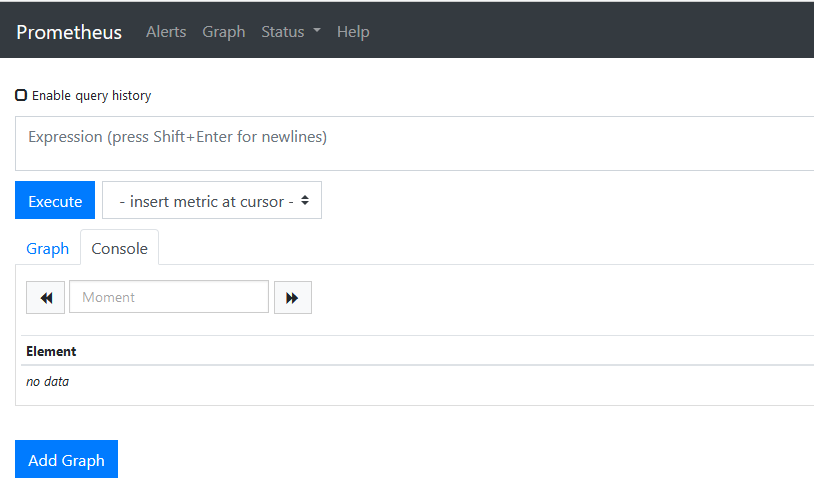 Prometheus Alerts Graph Status Help
Enable query history
Expression (press Shift+Enter for newlines)
Execute - insert metric at cursor -
Graph Console
Moment
Element
no data
Add Graph